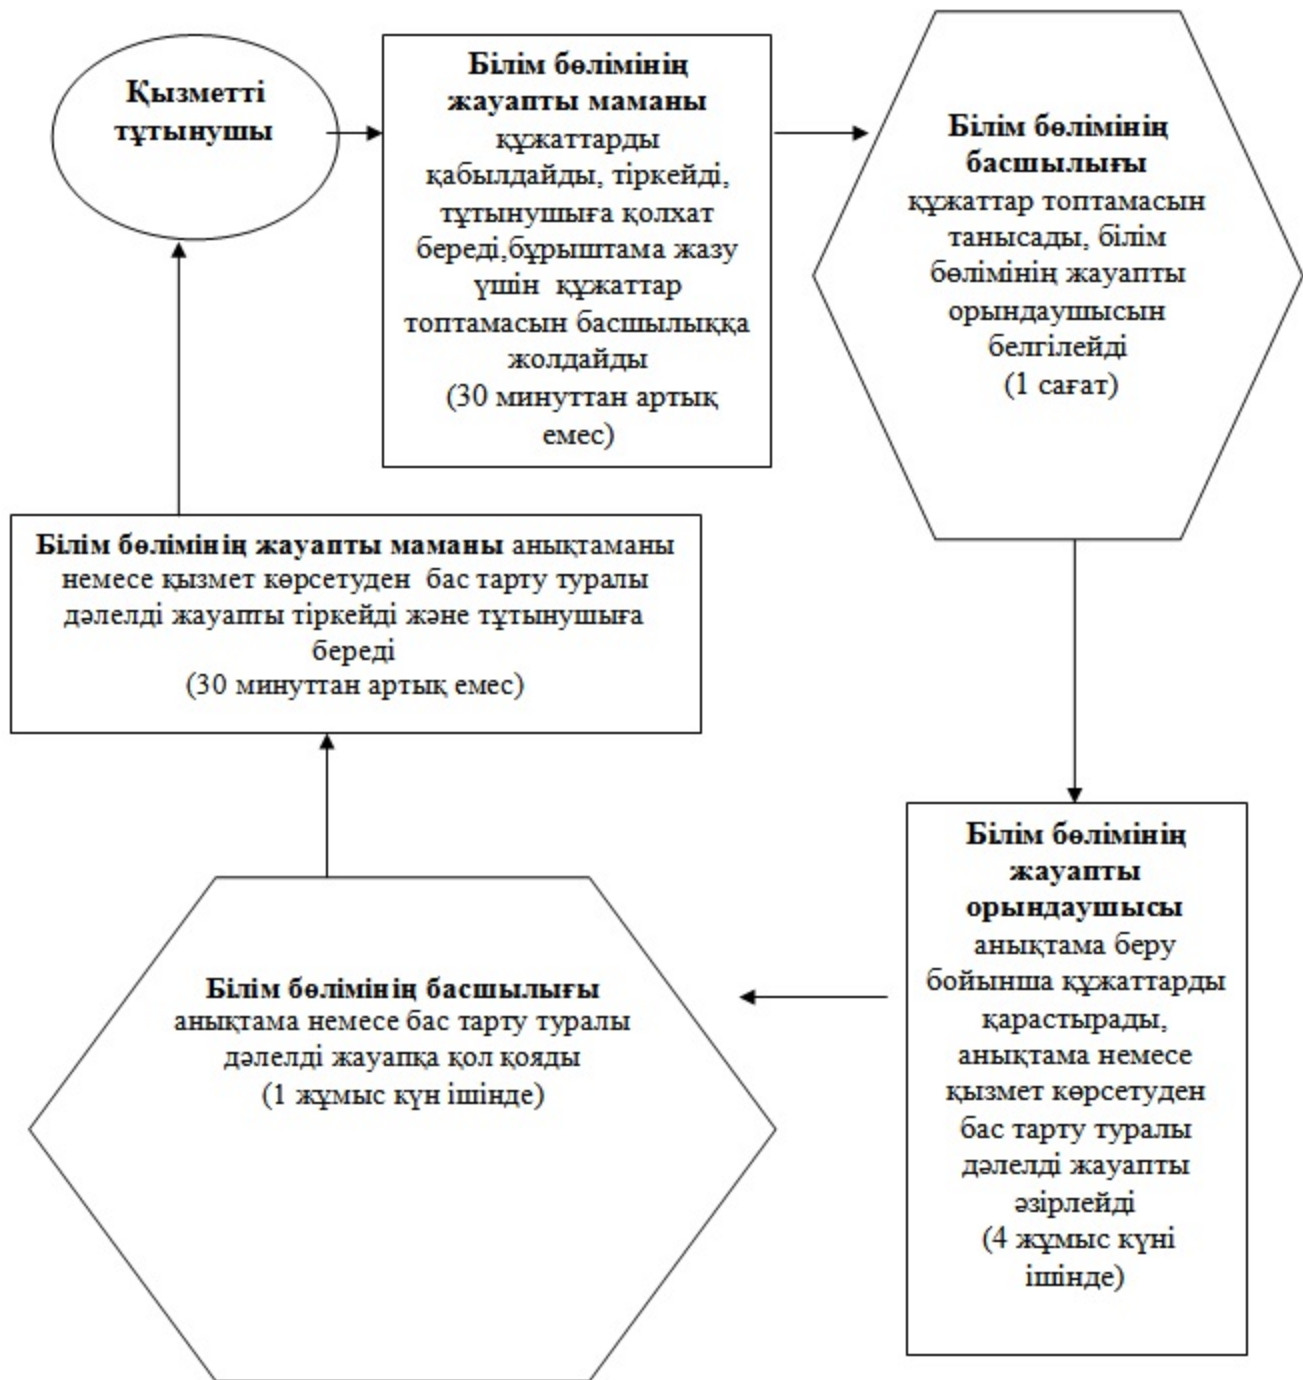 Қызметті
тұтынушы
Білім бөлімінің
жауапты маманы
құжаттарды
қабылдайды, тіркейді,
тұтынушыға қолхат
береді,бұрыштама жазу
үшін құжаттар
топтамасын басшылыққа
жолдайды
(30 минуттан артық
емес)
Білім бөлімінің
басшылығы
құжаттар топтамасын
танысады, білім
бөлімінің жауапты
орындаушысын
белгілейді
(1 сағат)
Білім бөлімінің
жауапты
орындаушысы
анықтама беру
бойынша құжаттарды
қарастырады,
анықтама немесе
қызмет көрсетуден
бас тарту туралы
дәлелді жауапты
әзірлейді
(4 жұмыс күні
ішінде)
Білім бөлімінің басшылығы
анықтама немесе бас тарту туралы
дәлелді жауапқа қол қояды
(1 жұмыс күн ішінде)
Білім бөлімінің жауапты маманы анықтаманы
немесе қызмет көрсетуден бас тарту туралы
дәлелді жауапты тіркейді және тұтынушыға
береді
(30 минуттан артық емес)